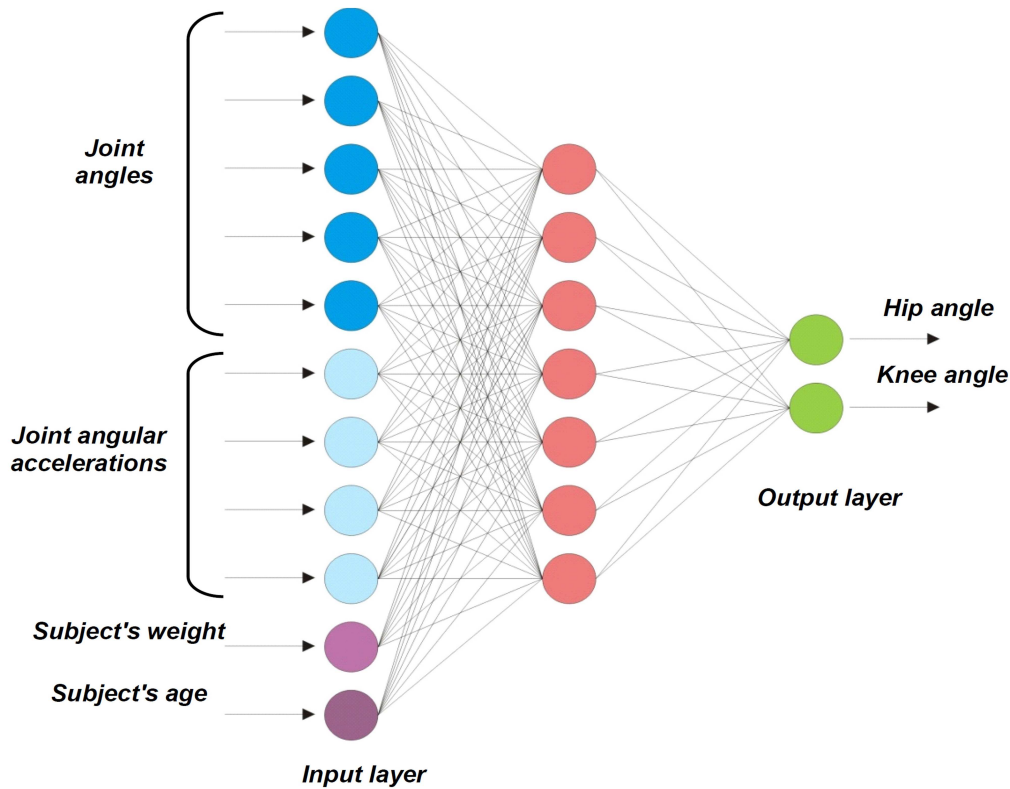 Joint
angles
Joint angular
accelerations
Subject's weight
Subject's age
Input layer
Hip angle
Knee angle
Output layer